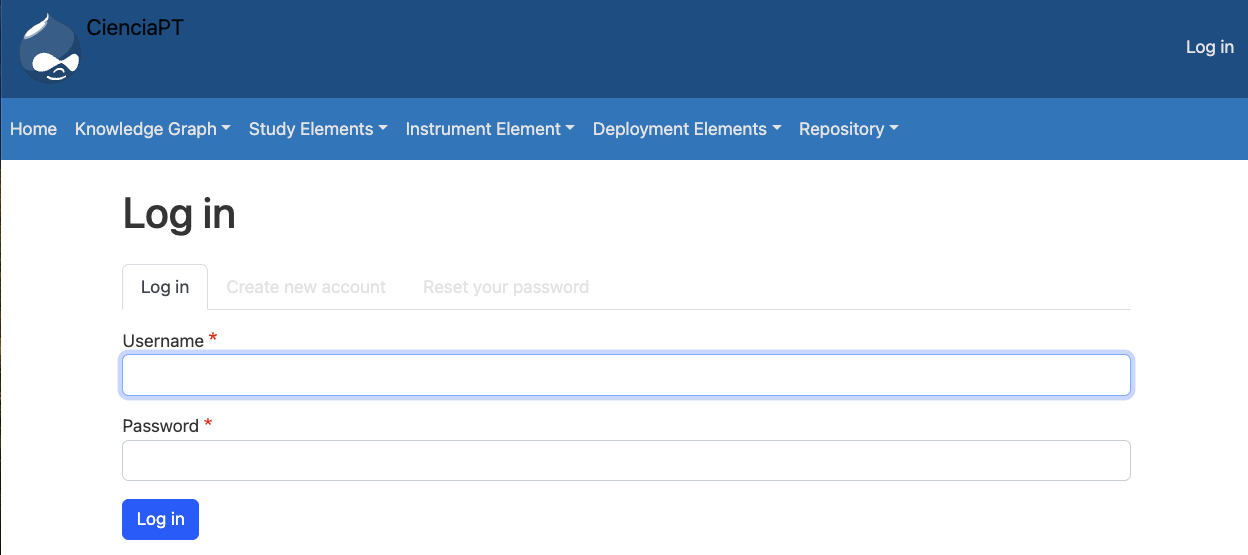 CienciaPT
Log in
Home Knowledge Graph Study Elements Instrument Element Deployment Elements Repository
Log in
Log in Create new account Reset your password
Username *
Password *
Log in